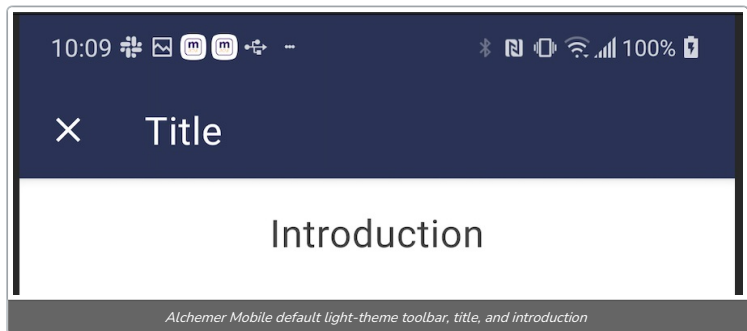 10:09 m m 100%
Title
Introduction
Alchemer Mobile default light-theme toolbar, title, and introduction